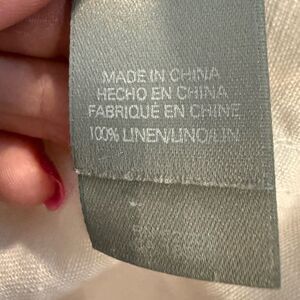 MADE IN CHINA
HECHO EN CHINA
FABRIQUÉ EN CHINE
100% LINEN/LINO/LIN